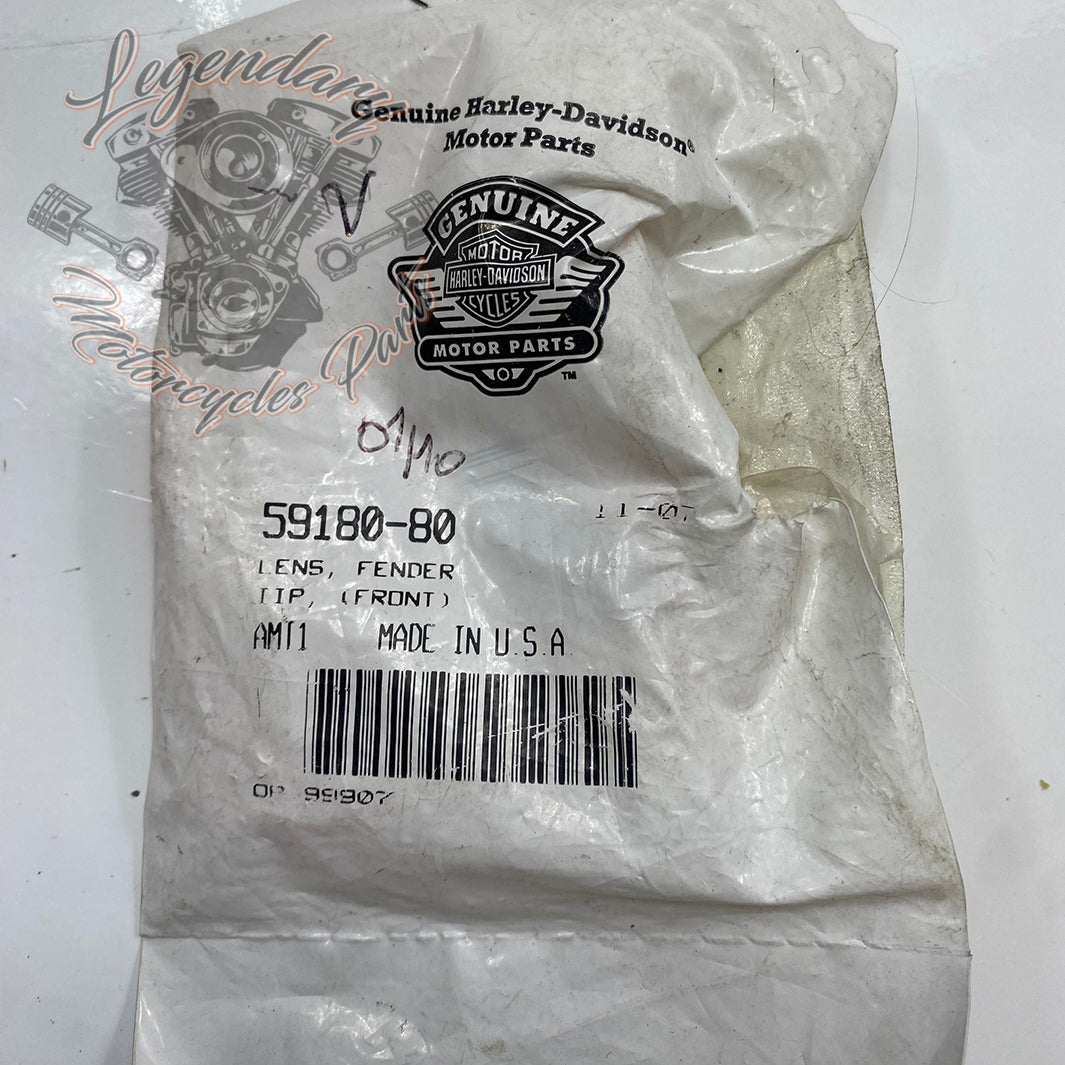 Legendary
Motorcycles Parts
Genuine Harley-Davidson®
Motor Parts
V
GENUINE
MOTOR
HARLEY-DAVIDSON
CYCLES
MOTOR PARTS
TM
01/10
59180-80
11-07
LENS, FENDER
TIP, (FRONT)
AMT1 MADE IN U.S.A.
OP 99907